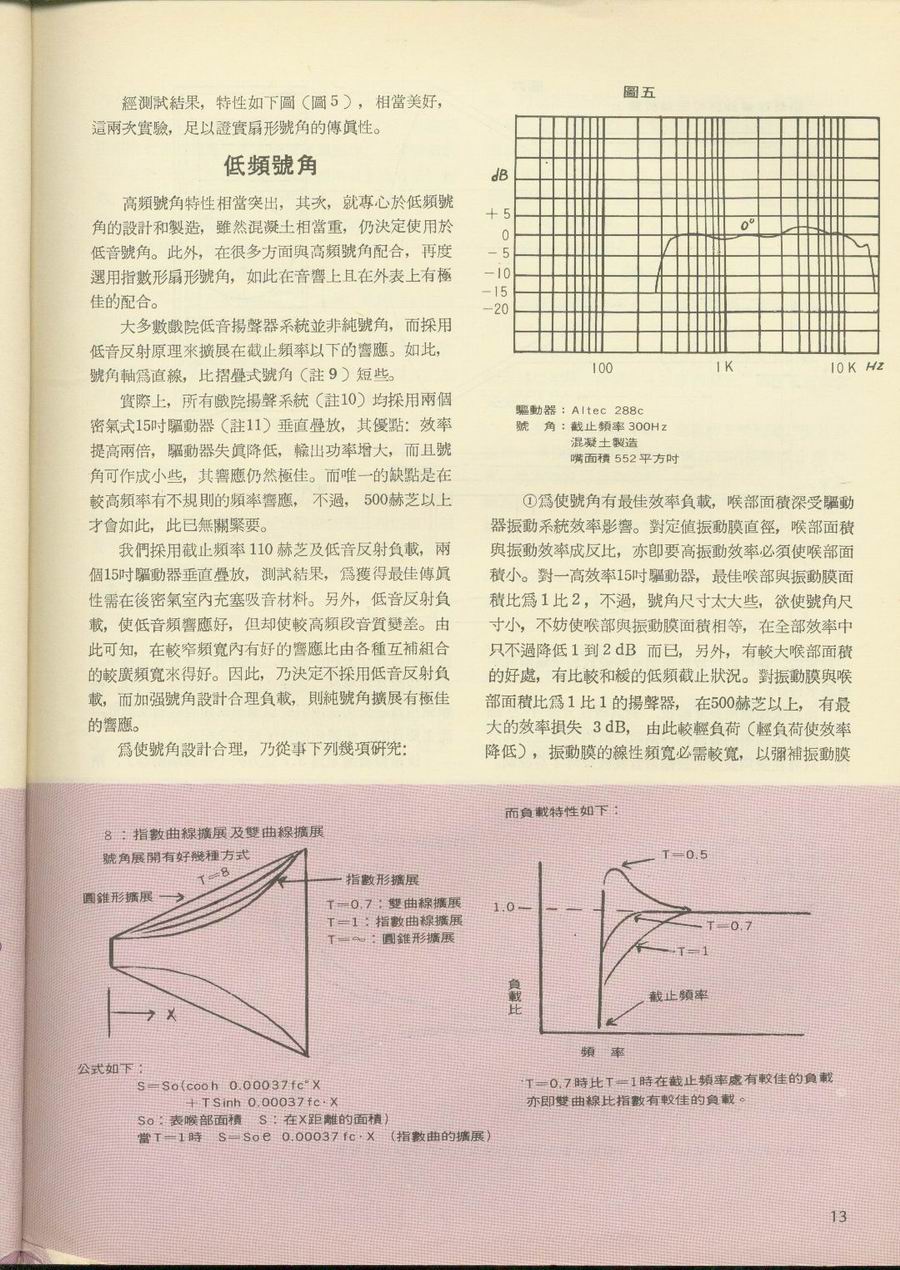 經測試結果，特性如下圖（圖5），相當美好，
這兩次實驗，足以證實扇形號角的傳眞性。
低頻號角
高頻號角特性相當突出，其次，就專心於低頻號
角的設計和製造，雖然混凝土相當重，仍決定使用於
低音號角。此外，在很多方面與高頻號角配合，再度
選用指數形扇形號角，如此在音響上且在外表上有極
佳的配合。
大多數戲院低音揚聲器系統並非純號角，而採用
低音反射原理來擴展在截止頻率以下的響應。如此，
號角軸爲直線，比摺疊式號角（註9）短些。
實際上，所有戲院揚聲系統（註10）均採用兩個
密氣式15吋驅動器（註11）垂直疊放，其優點：效率
提高兩倍，驅動器失眞降低，輸出功率增大，而且號
角可作成小些，其響應仍然極佳。而唯一的缺點是在
較高頻率有不規則的頻率響應，不過，500赫芝以上
才會如此，此已無關緊要。
我們採用截止頻率110赫芝及低音反射負載，兩
個15吋驅動器垂直疊放，測試結果，爲獲得最佳傳眞
性需在後密氣室內充塞吸音材料。另外，低音反射負
載，使低音頻響應好，但却使較高頻段音質變差。由
此可知，在較窄頻寬內有好的響應比由各種互補組合
的較廣頻寬來得好。因此，乃決定不採用低音反射負
載，而加强號角設計合理負載，則純號角擴展有極佳
的響應。
爲使號角設計合理，乃從事下列幾項研究：
圖五
dB
+5
0
−5
−10
−15
−20
0°
100
1K
10K Hz
驅動器：Altec 288c
號　角：截止頻率300Hz
混凝土製造
嘴面積552平方吋
①爲使號角有最佳效率負載，喉部面積深受驅動
器振動系統效率影響。對定值振動膜直徑，喉部面積
與振動效率成反比，亦卽要高振動效率必須使喉部面
積小。對一高效率15吋驅動器，最佳喉部與振動膜面
積比爲1比2，不過，號角尺寸太大些，欲使號角尺
寸小，不妨使喉部與振動膜面積相等，在全部效率中
只不過降低1到2dB 而已，另外，有較大喉部面積
的好處，有比較和緩的低頻截止狀況。對振動膜與喉
部面積比爲1比1的揚聲器，在500赫芝以上，有最
大的效率損失 3dB，由此較輕負荷（輕負荷使效率
降低），振動膜的線性頻寬必需較寬，以彌補振動膜
8：指數曲線擴展及雙曲線擴展
號角展開有好幾種方式
T=8
圓錐形擴展
指數形擴展
T=0.7：雙曲線擴展
T=1：指數曲線擴展
T=∞：圓錐形擴展
X
公式如下：
S=So(cooh 0.00037fc°X
+TSinh 0.00037fc·X
So：表喉部面積　S：在X距離的面積)
當T=1時　S=Soe 0.00037fc·X （指數曲的擴展）
而負載特性如下：
T=0.5
1.0
T=0.7
T=1
負載比
截止頻率
頻　率
T=0.7時比T=1時在截止頻率處有較佳的負載
亦即雙曲線比指數有較佳的負載。
13